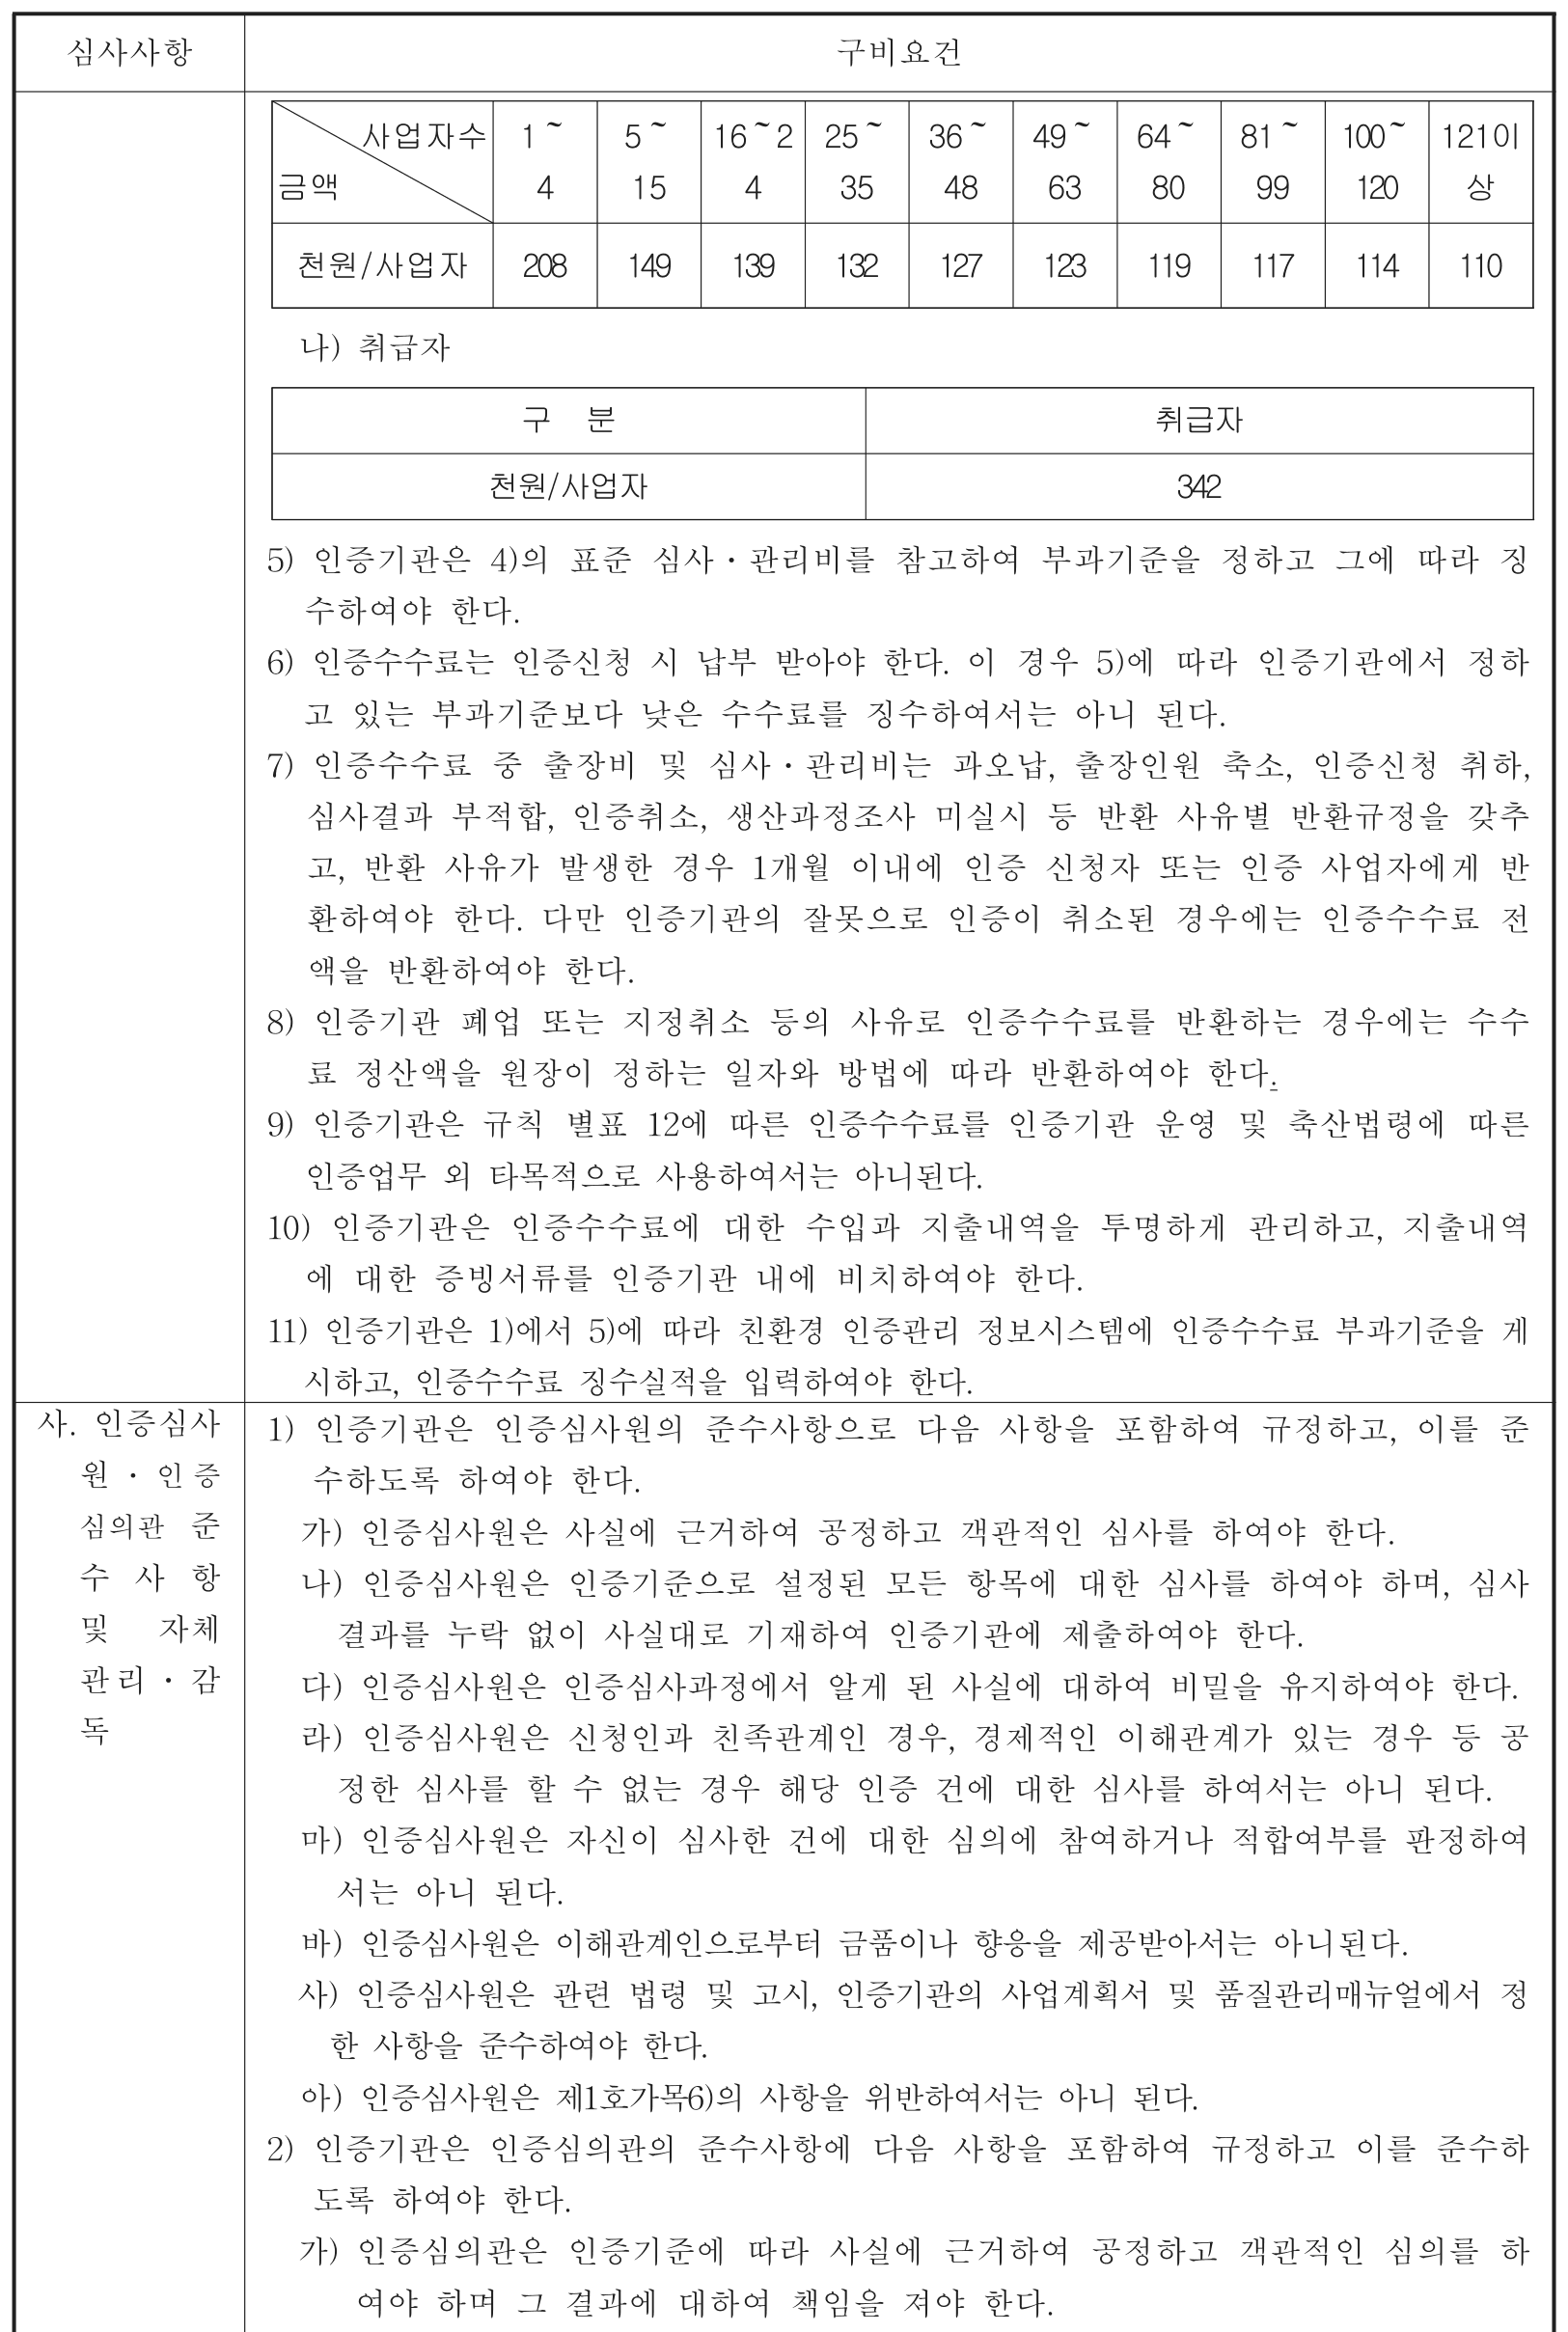 심사사항 구비요건
사업자수 1~ 5~ 16~2 25~ 36~ 49~ 64~ 81~ 100~ 121이
금액 4 15 4 35 48 63 80 99 120 상
천원/사업자 208 149 139 132 127 123 119 117 114 110
나) 취급자
구 분 취급자
천원/사업자 342
5) 인증기관은 4)의 표준 심사・관리비를 참고하여 부과기준을 정하고 그에 따라 징
수하여야 한다.
6) 인증수수료는 인증신청 시 납부 받아야 한다. 이 경우 5)에 따라 인증기관에서 정하
고 있는 부과기준보다 낮은 수수료를 징수하여서는 아니 된다.
7) 인증수수료 중 출장비 및 심사・관리비는 과오납, 출장인원 축소, 인증신청 취하,
심사결과 부적합, 인증취소, 생산과정조사 미실시 등 반환 사유별 반환규정을 갖추
고, 반환 사유가 발생한 경우 1개월 이내에 인증 신청자 또는 인증 사업자에게 반
환하여야 한다. 다만 인증기관의 잘못으로 인증이 취소된 경우에는 인증수수료 전
액을 반환하여야 한다.
8) 인증기관 폐업 또는 지정취소 등의 사유로 인증수수료를 반환하는 경우에는 수수
료 정산액을 원장이 정하는 일자와 방법에 따라 반환하여야 한다.
9) 인증기관은 규칙 별표 12에 따른 인증수수료를 인증기관 운영 및 축산법령에 따른
인증업무 외 타목적으로 사용하여서는 아니된다.
10) 인증기관은 인증수수료에 대한 수입과 지출내역을 투명하게 관리하고, 지출내역
에 대한 증빙서류를 인증기관 내에 비치하여야 한다.
11) 인증기관은 1)에서 5)에 따라 친환경 인증관리 정보시스템에 인증수수료 부과기준을 게
시하고, 인증수수료 징수실적을 입력하여야 한다.
사. 인증심사
원・인증
심의관 준
수 사 항
및 자체
관리・감
독
1) 인증기관은 인증심사원의 준수사항으로 다음 사항을 포함하여 규정하고, 이를 준
수하도록 하여야 한다.
가) 인증심사원은 사실에 근거하여 공정하고 객관적인 심사를 하여야 한다.
나) 인증심사원은 인증기준으로 설정된 모든 항목에 대한 심사를 하여야 하며, 심사
결과를 누락 없이 사실대로 기재하여 인증기관에 제출하여야 한다.
다) 인증심사원은 인증심사과정에서 알게 된 사실에 대하여 비밀을 유지하여야 한다.
라) 인증심사원은 신청인과 친족관계인 경우, 경제적인 이해관계가 있는 경우 등 공
정한 심사를 할 수 없는 경우 해당 인증 건에 대한 심사를 하여서는 아니 된다.
마) 인증심사원은 자신이 심사한 건에 대한 심의에 참여하거나 적합여부를 판정하여
서는 아니 된다.
바) 인증심사원은 이해관계인으로부터 금품이나 향응을 제공받아서는 아니된다.
사) 인증심사원은 관련 법령 및 고시, 인증기관의 사업계획서 및 품질관리매뉴얼에서 정
한 사항을 준수하여야 한다.
아) 인증심사원은 제1호가목6)의 사항을 위반하여서는 아니 된다.
2) 인증기관은 인증심의관의 준수사항에 다음 사항을 포함하여 규정하고 이를 준수하
도록 하여야 한다.
가) 인증심의관은 인증기준에 따라 사실에 근거하여 공정하고 객관적인 심의를 하
여야 하며 그 결과에 대하여 책임을 져야 한다.